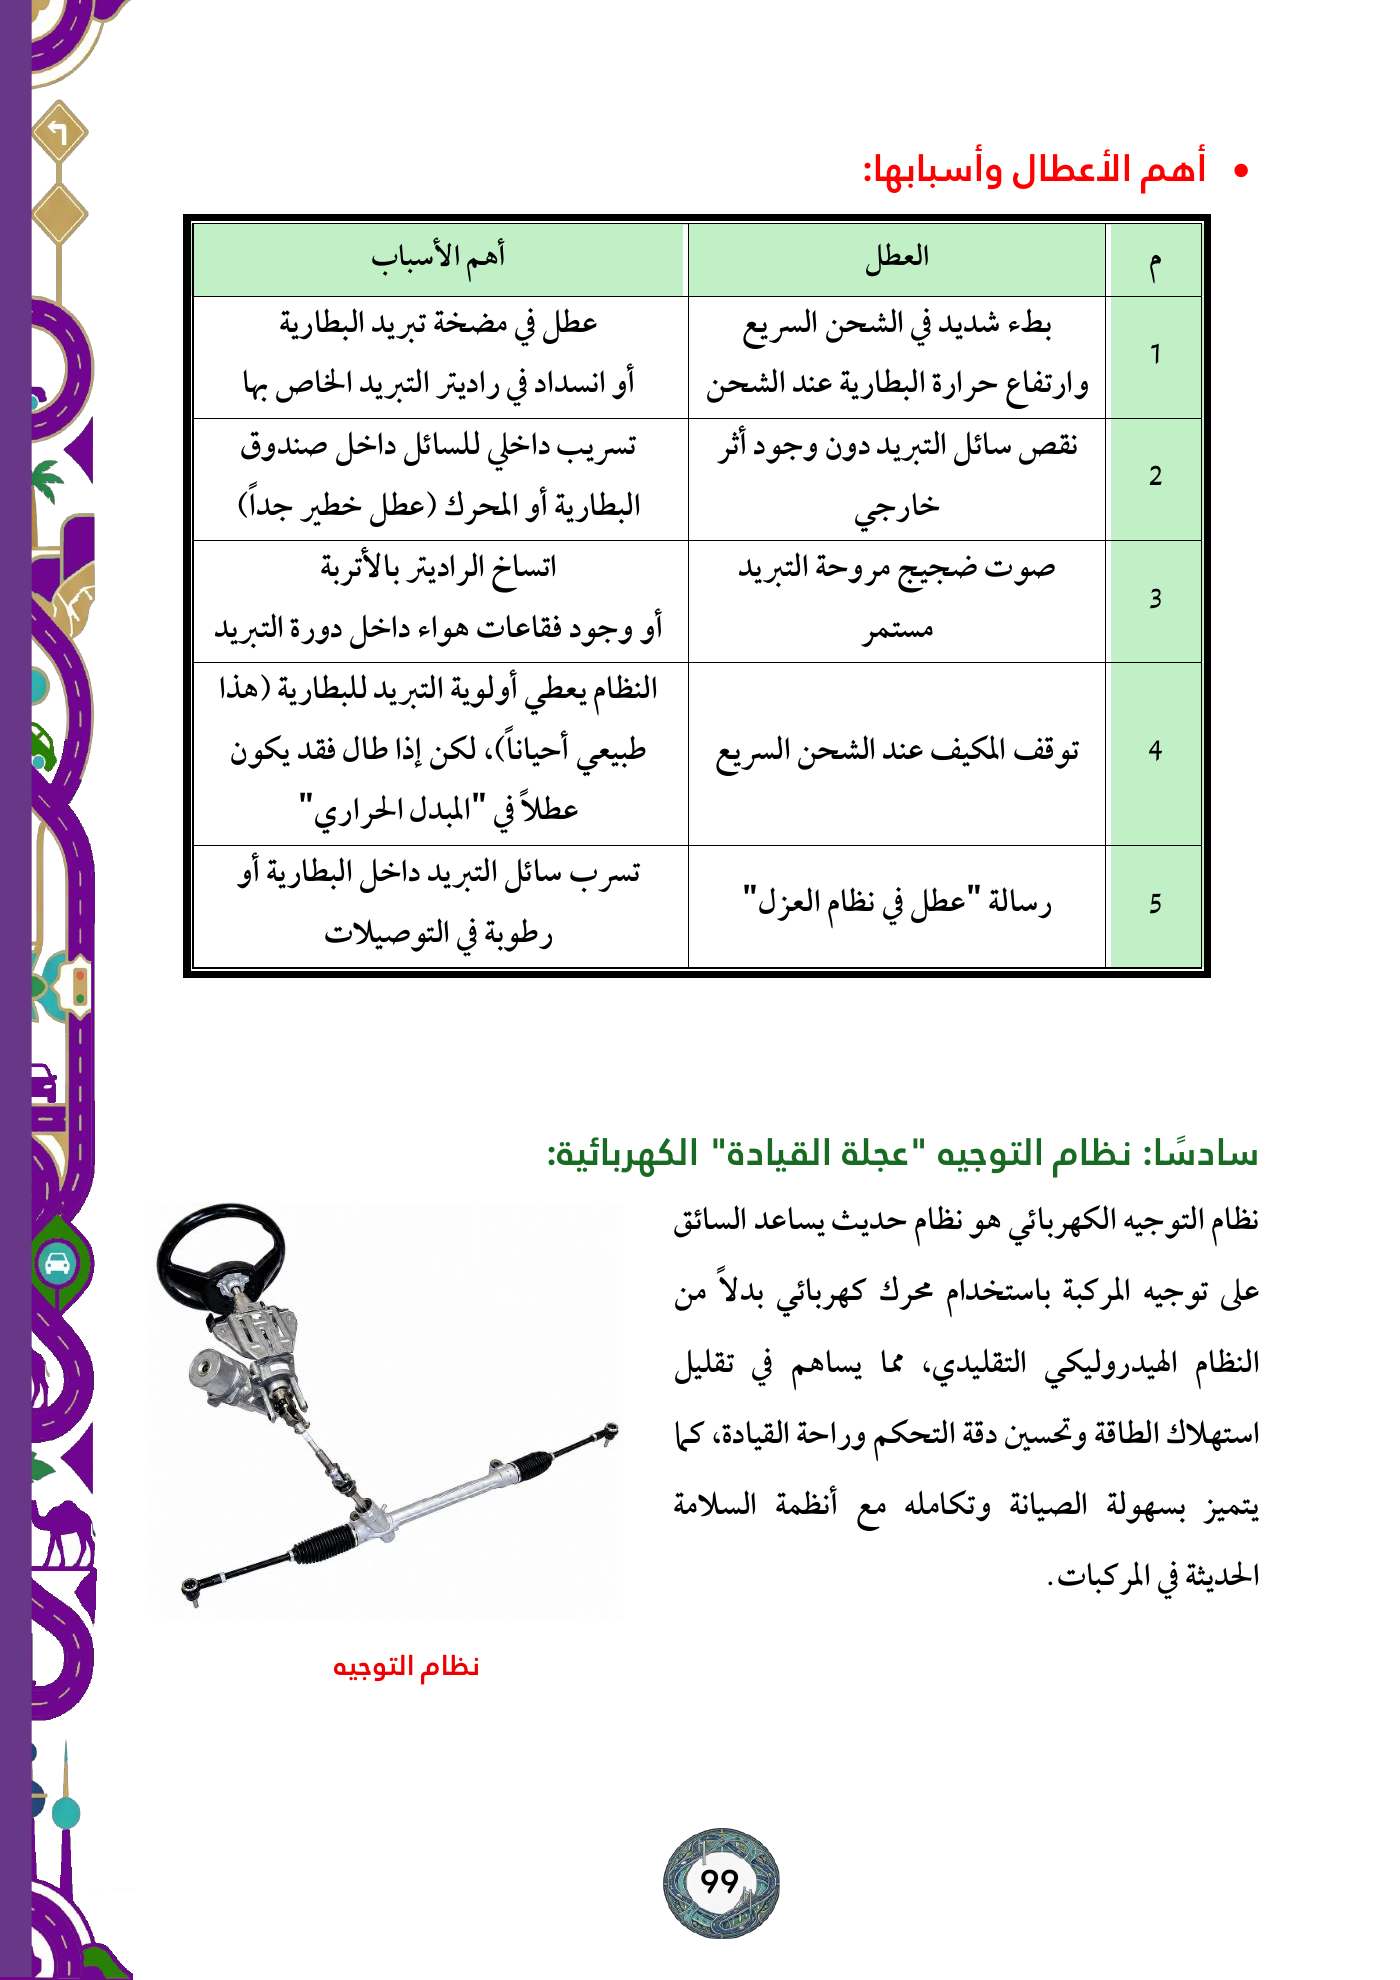 • أهم الأعطال وأسبابها:
م العطل أهم الأسباب
1 بطء شديد في الشحن السريع وارتفاع حرارة البطارية عند الشحن عطل في مضخة تبريد البطارية أو انسداد في راديتر التبريد الخاص بها
2 نقص سائل التبريد دون وجود أثر خارجي تسريب داخلي للسائل داخل صندوق البطارية أو المحرك (عطل خطير جداً)
3 صوت ضجيج مروحة التبريد مستمر اتساخ الراديتر بالأتربة أو وجود فقاعات هواء داخل دورة التبريد
4 توقف المكيف عند الشحن السريع النظام يعطي أولوية التبريد للبطارية (هذا طبيعي أحياناً)، لكن إذا طال فقد يكون عطلاً في "المبدل الحراري"
5 رسالة "عطل في نظام العزل" تسرب سائل التبريد داخل البطارية أو رطوبة في التوصيلات
سادسًا: نظام التوجيه "عجلة القيادة" الكهربائية:
نظام التوجيه الكهربائي هو نظام حديث يساعد السائق
على توجيه المركبة باستخدام محرك كهربائي بدلاً من
النظام الهيدروليكي التقليدي، مما يساهم في تقليل
استهلاك الطاقة وتحسين دقة التحكم وراحة القيادة، كما
يتميز بسهولة الصيانة وتكامله مع أنظمة السلامة
الحديثة في المركبات.
نظام التوجيه
99